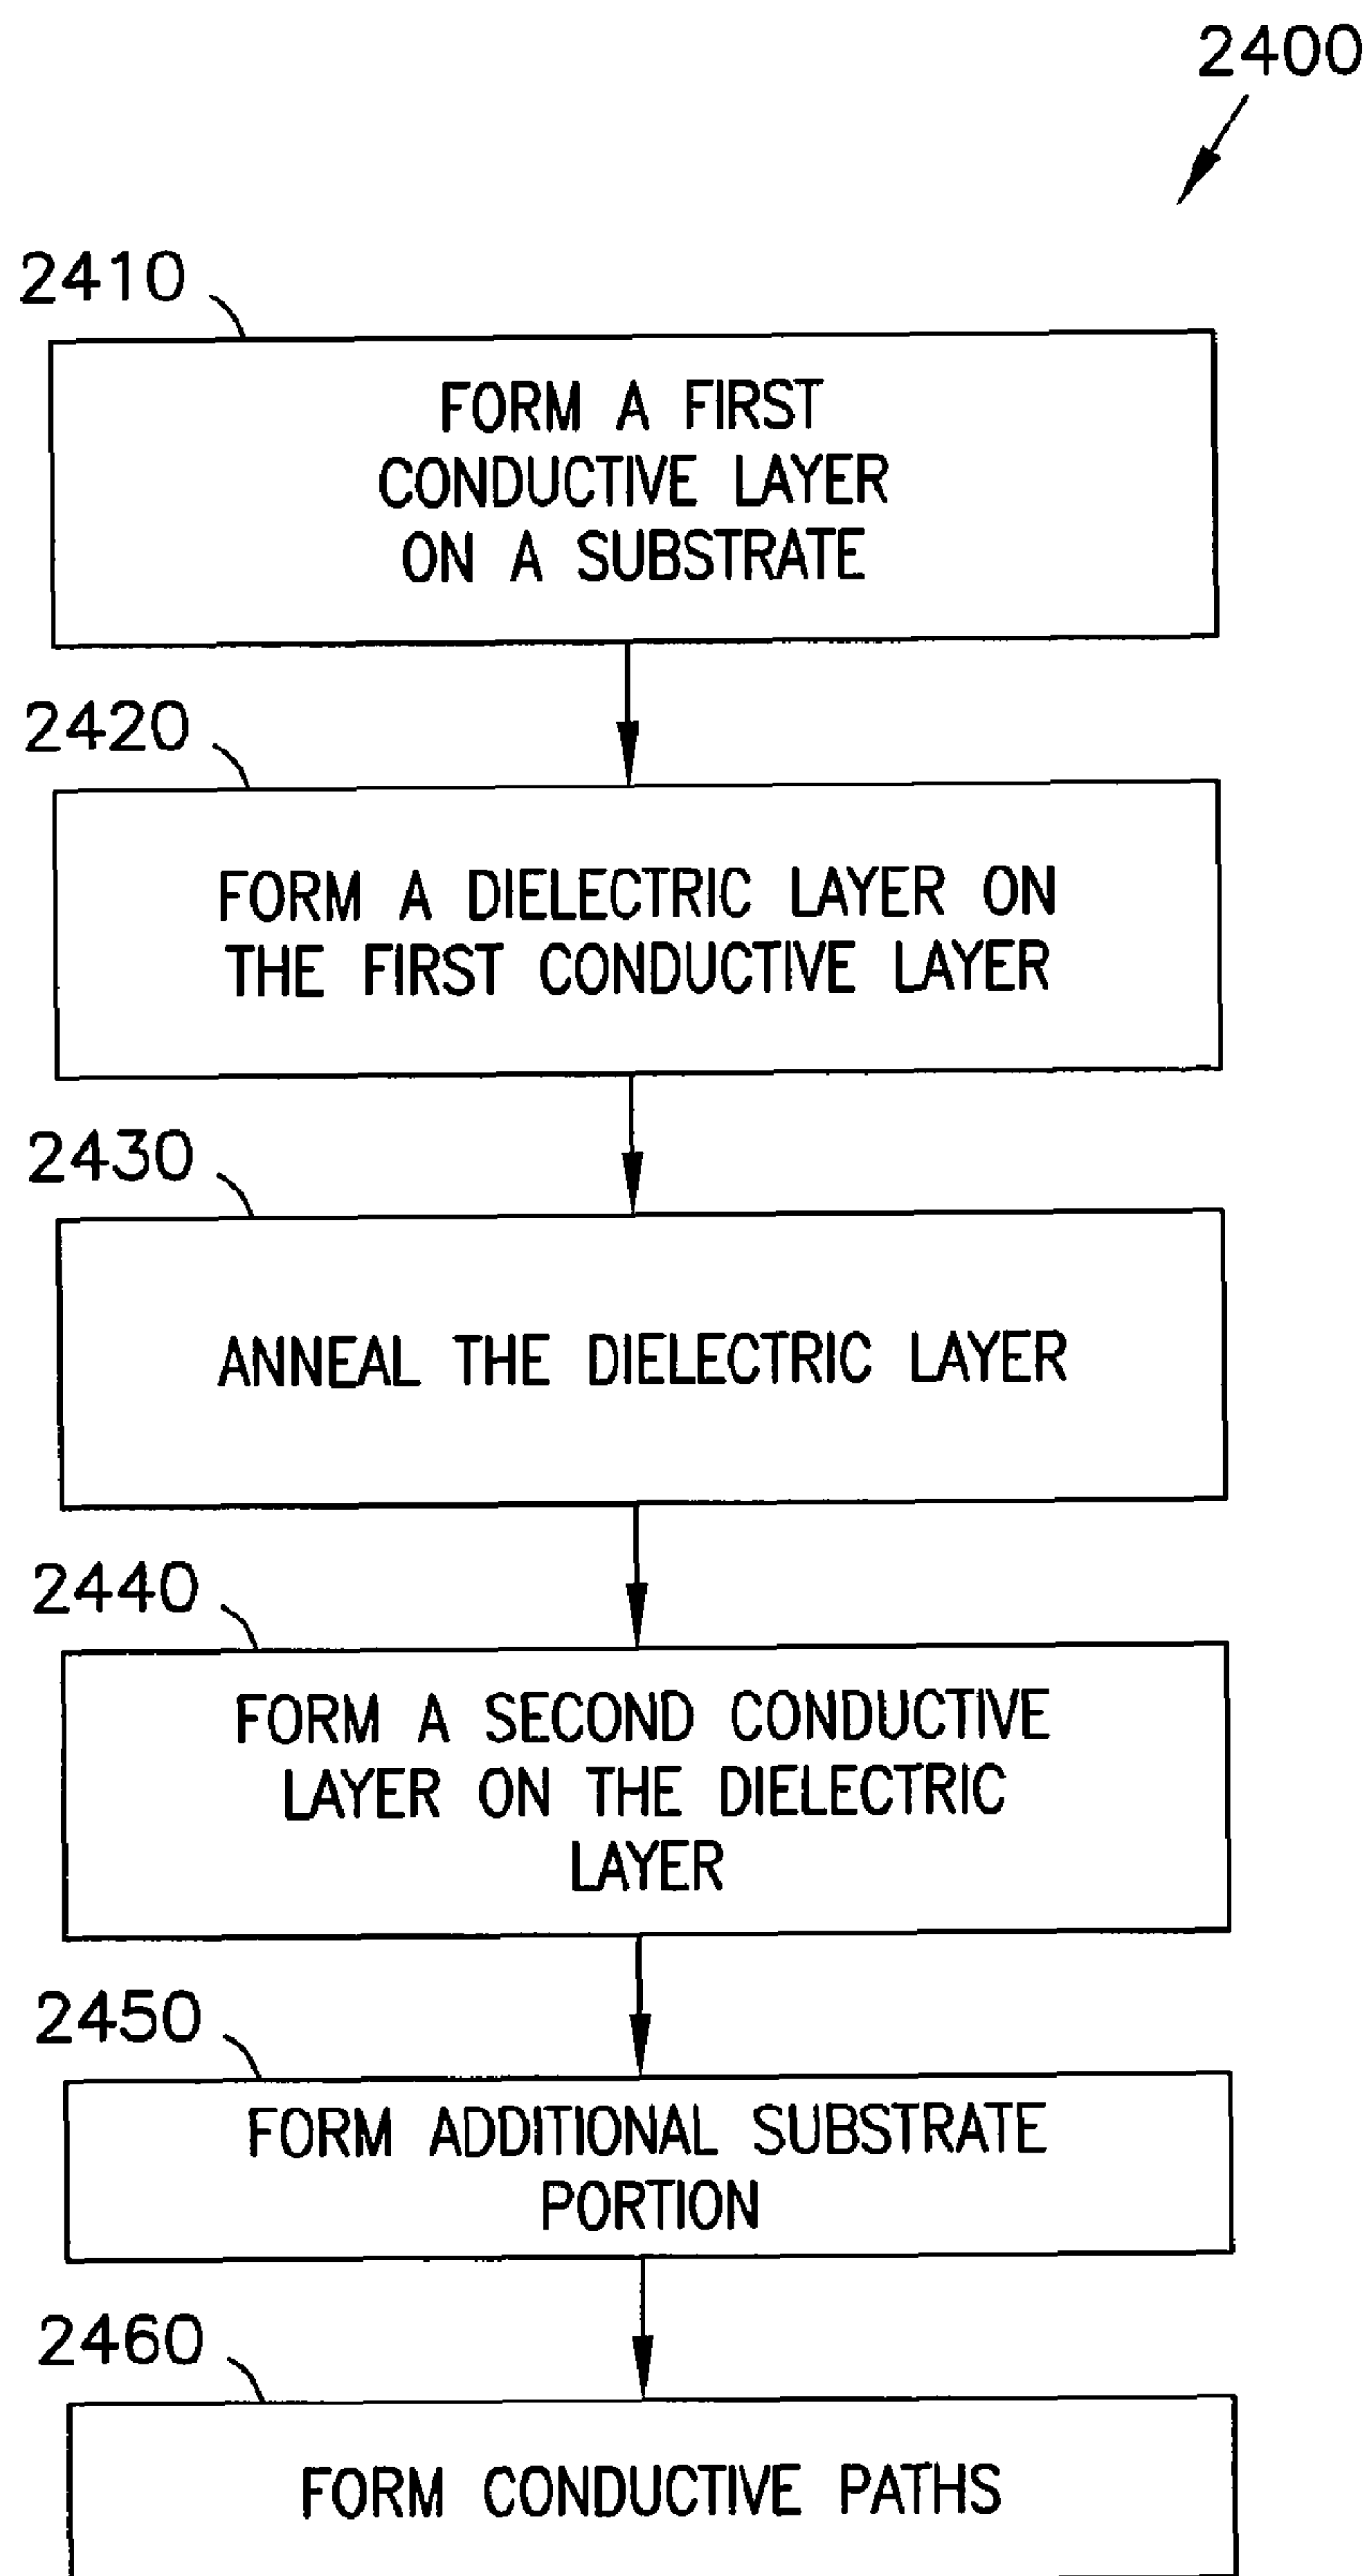 2400
2410
FORM A FIRST
CONDUCTIVE LAYER
ON A SUBSTRATE
2420
FORM A DIELECTRIC LAYER ON
THE FIRST CONDUCTIVE LAYER
2430
ANNEAL THE DIELECTRIC LAYER
2440
FORM A SECOND CONDUCTIVE
LAYER ON THE DIELECTRIC
LAYER
2450
FORM ADDITIONAL SUBSTRATE
PORTION
2460
FORM CONDUCTIVE PATHS